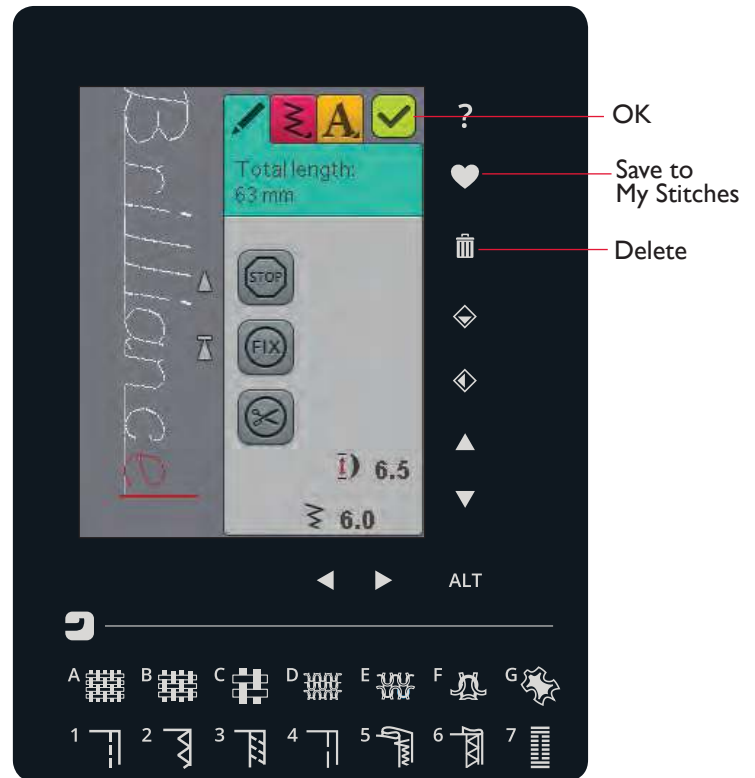 Brilliance
A
Total length:
63 mm
STOP
FIX
6.5
6.0
?
OK
Save to
My Stitches
Delete
ALT
A B C D E F G
1 2 3 4 5 6 7